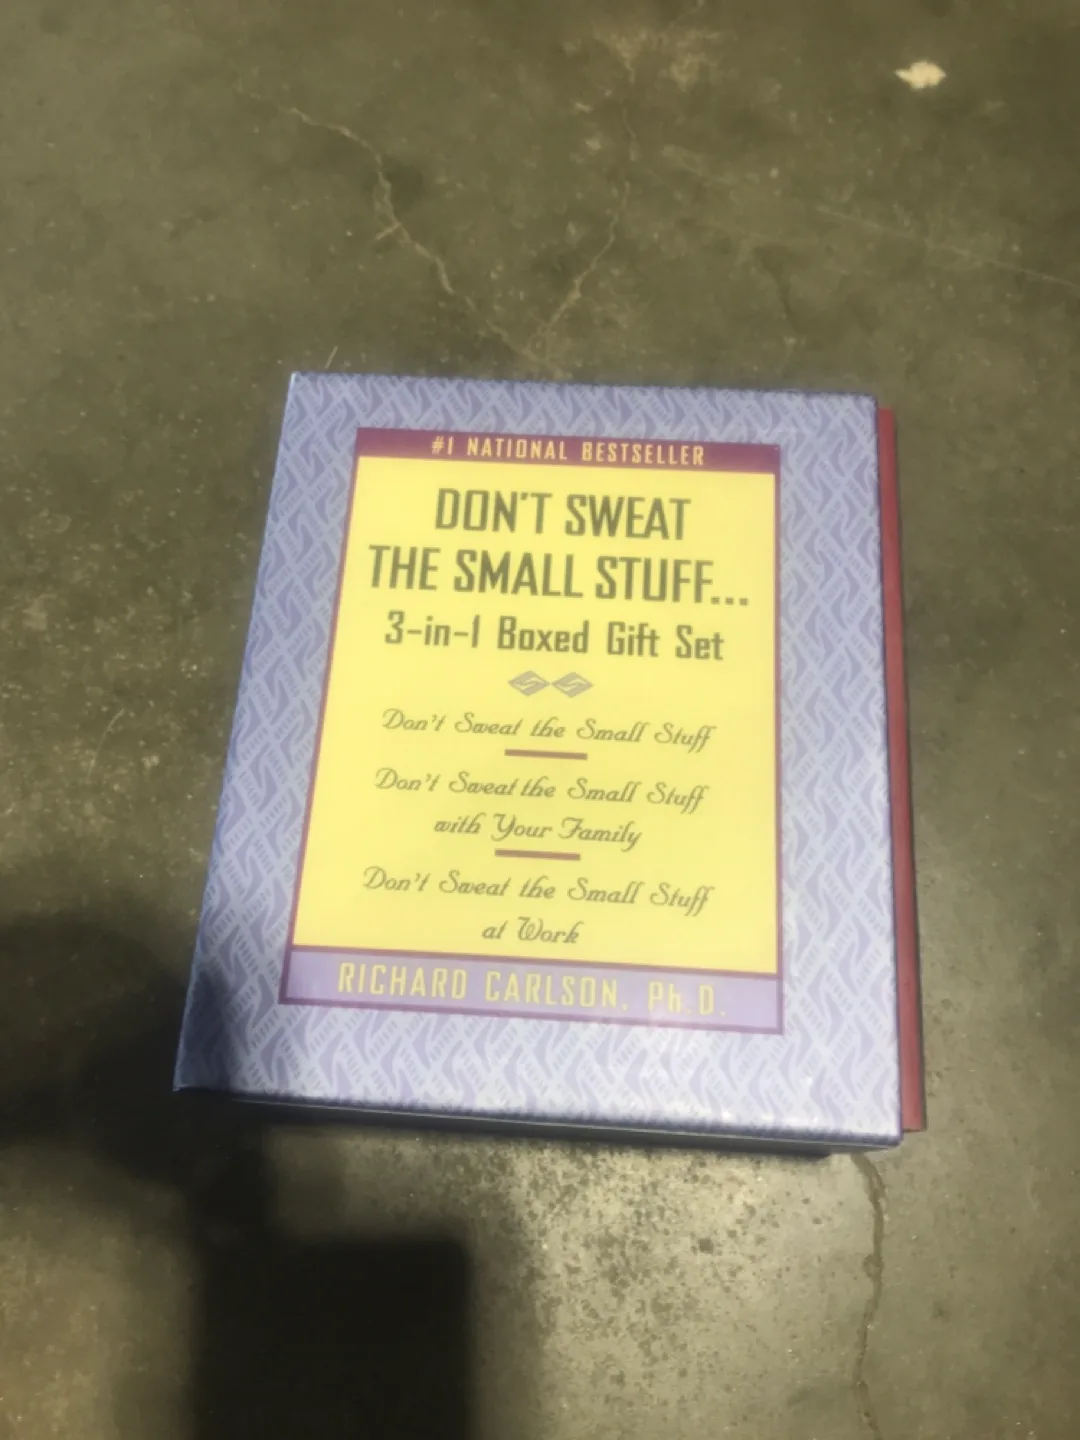 #1 NATIONAL BESTSELLER
DON'T SWEAT
THE SMALL STUFF...
3-in-1 Boxed Gift Set
Don't Sweat the Small Stuff
Don't Sweat the Small Stuff
with Your Family
Don't Sweat the Small Stuff
at Work
RICHARD CARLSON, Ph.D.